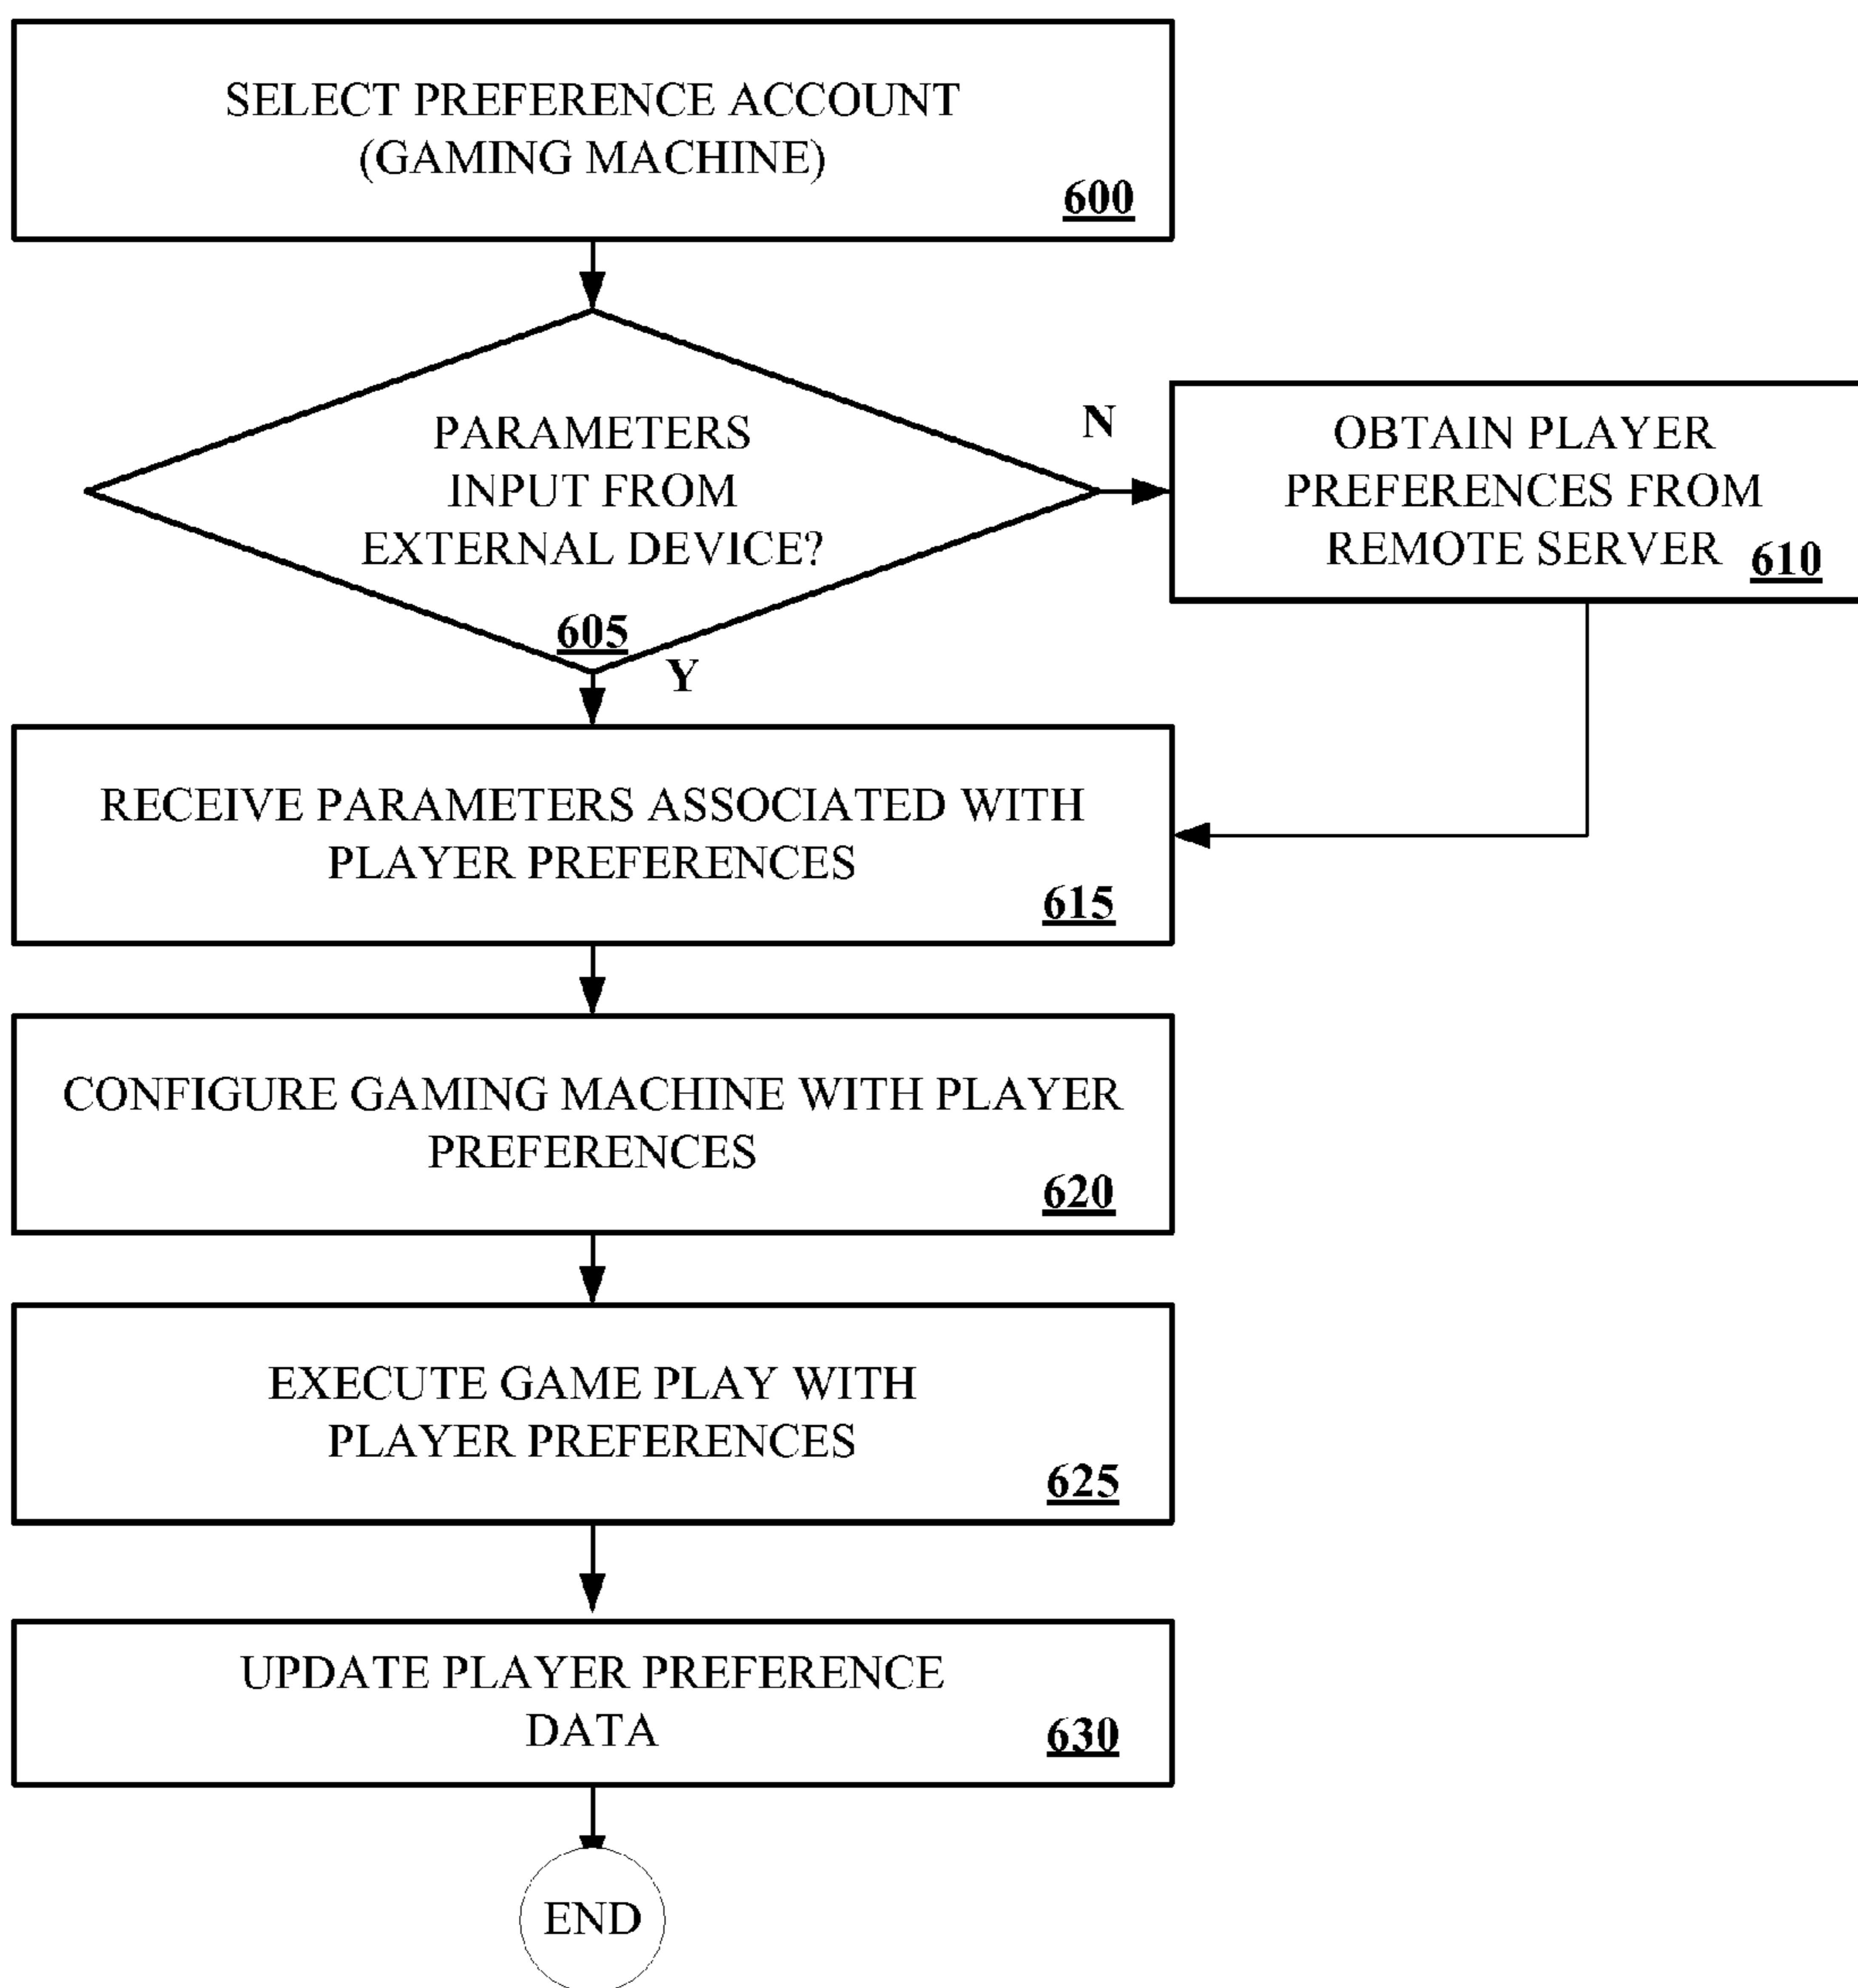 SELECT PREFERENCE ACCOUNT
(GAMING MACHINE)
600
PARAMETERS
INPUT FROM
EXTERNAL DEVICE?
605
N
Y
OBTAIN PLAYER
PREFERENCES FROM
REMOTE SERVER
610
RECEIVE PARAMETERS ASSOCIATED WITH
PLAYER PREFERENCES
615
CONFIGURE GAMING MACHINE WITH PLAYER
PREFERENCES
620
EXECUTE GAME PLAY WITH
PLAYER PREFERENCES
625
UPDATE PLAYER PREFERENCE
DATA
630
END